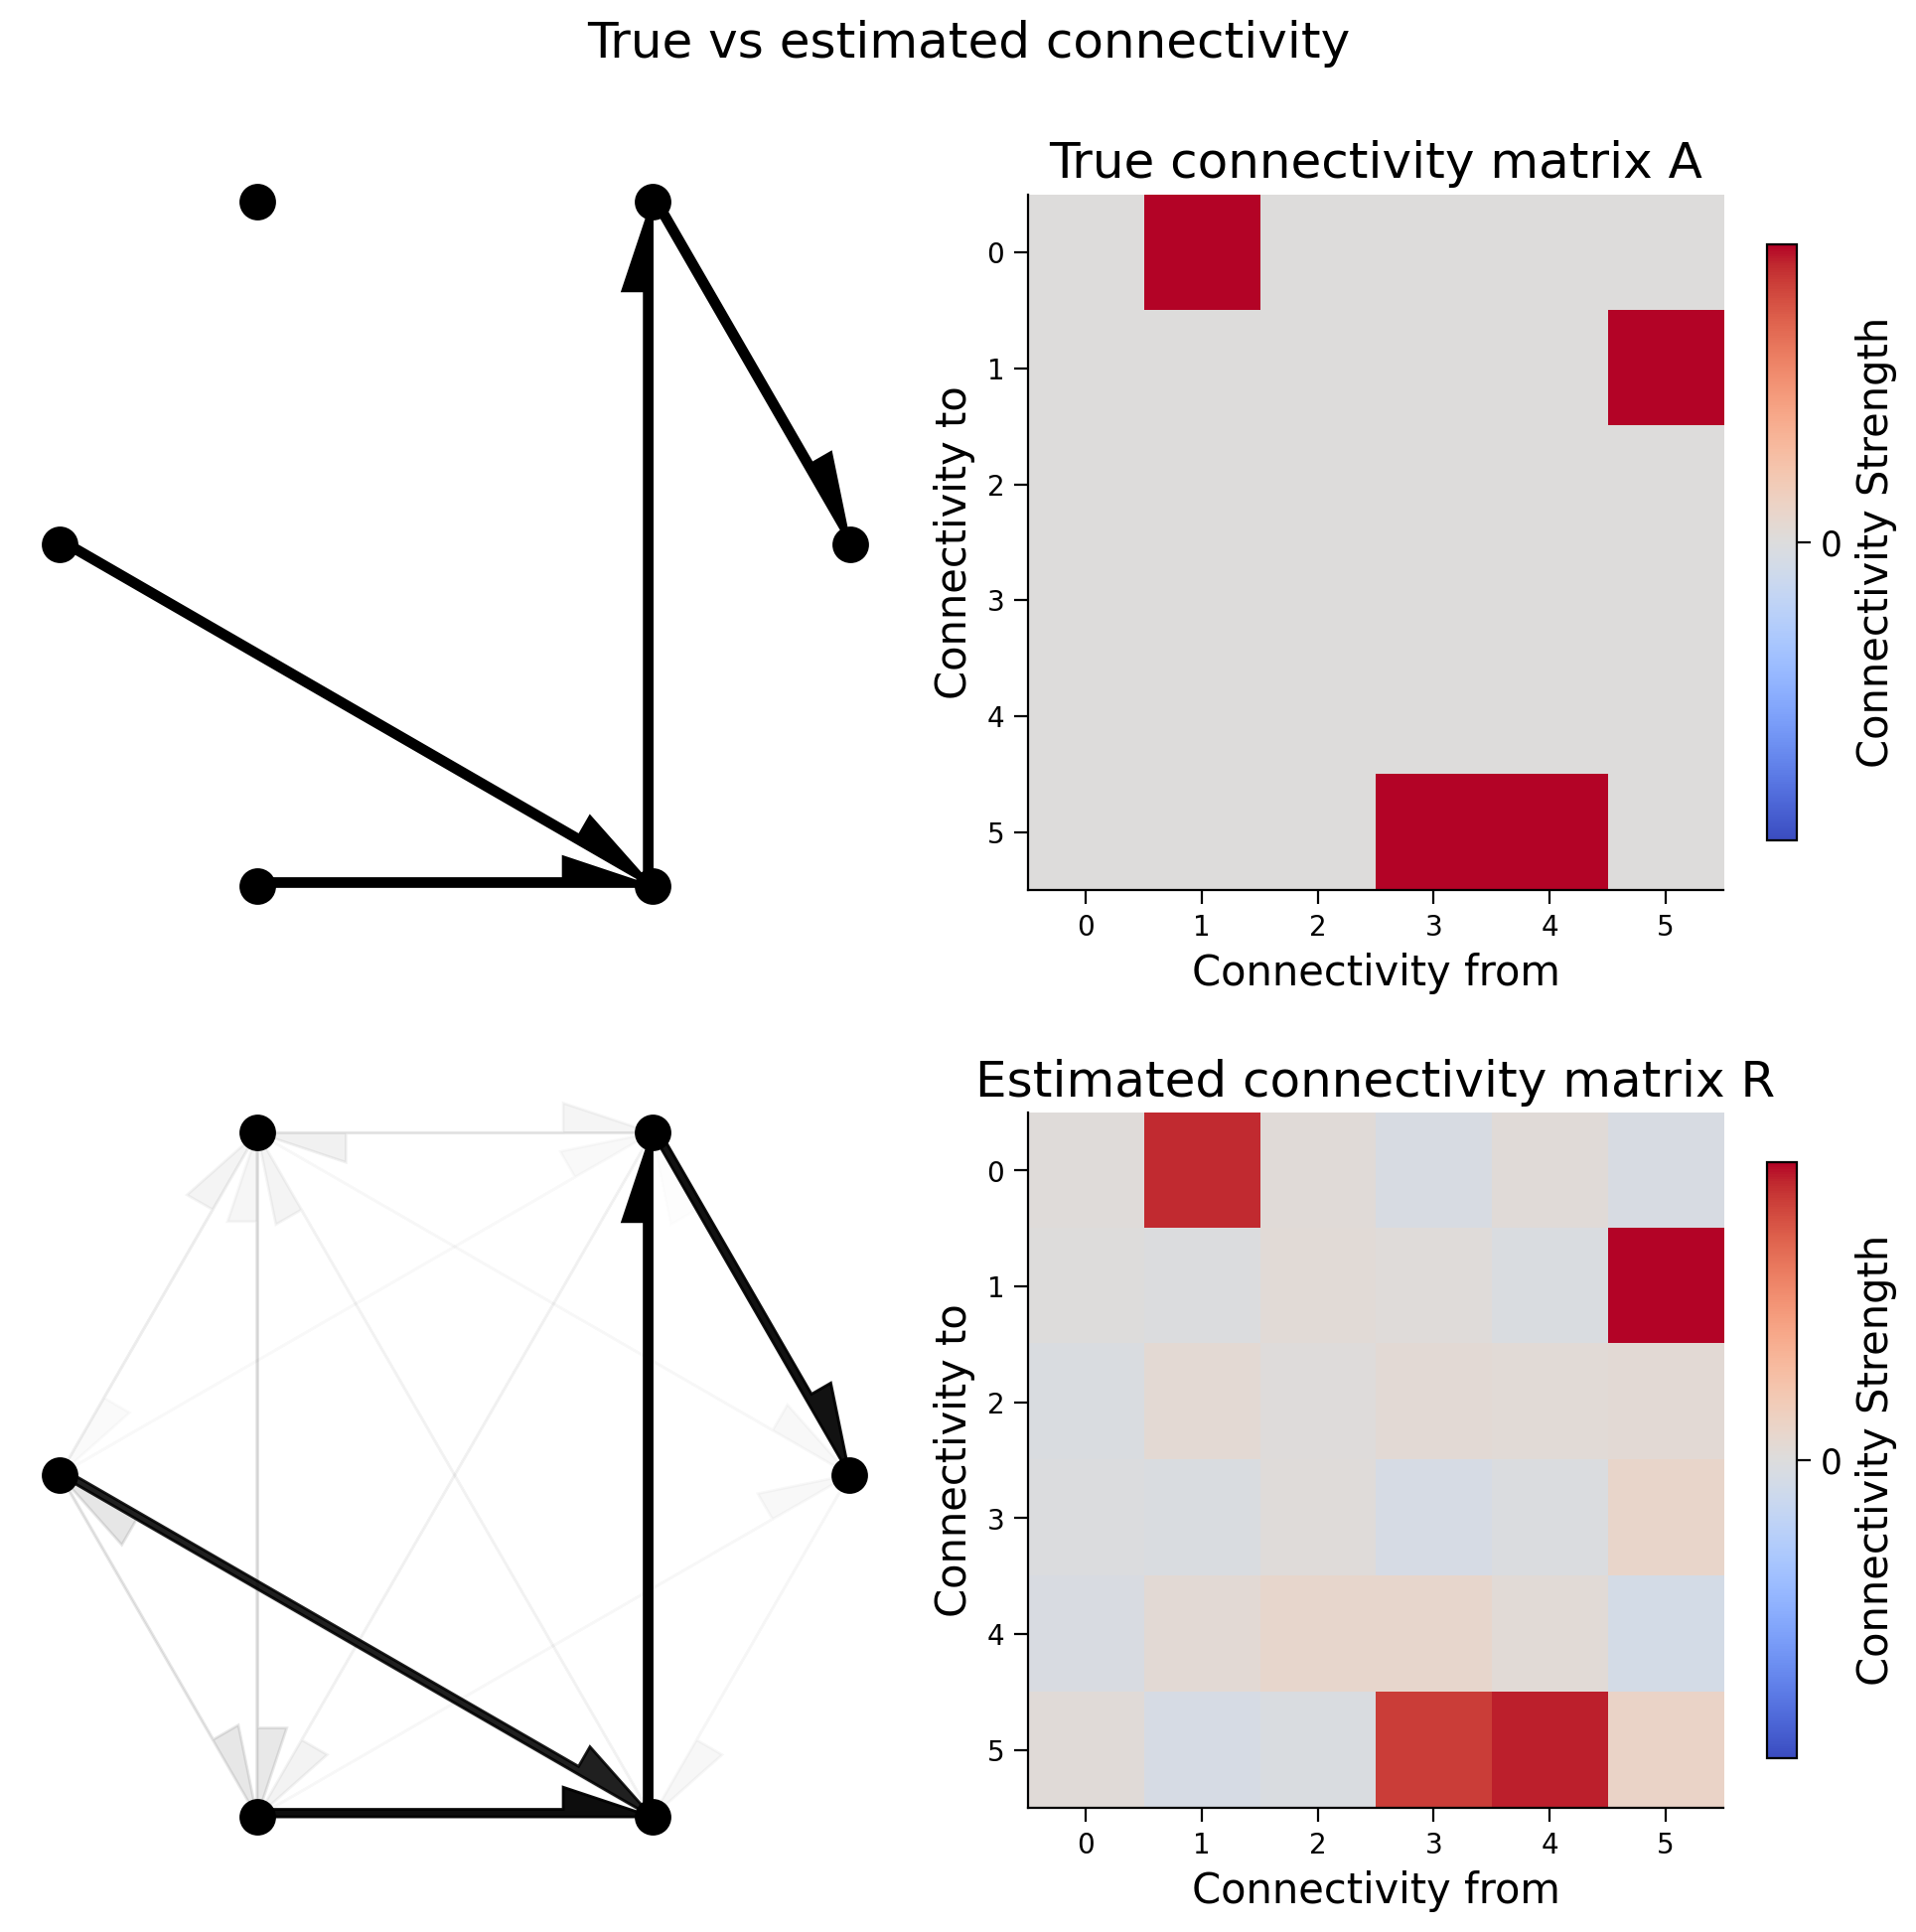 True vs estimated connectivity
True connectivity matrix A
0
1
2
3
4
5
Connectivity to
0 1 2 3 4 5
Connectivity from
0
Connectivity Strength
Estimated connectivity matrix R
0
1
2
3
4
5
Connectivity to
0 1 2 3 4 5
Connectivity from
0
Connectivity Strength